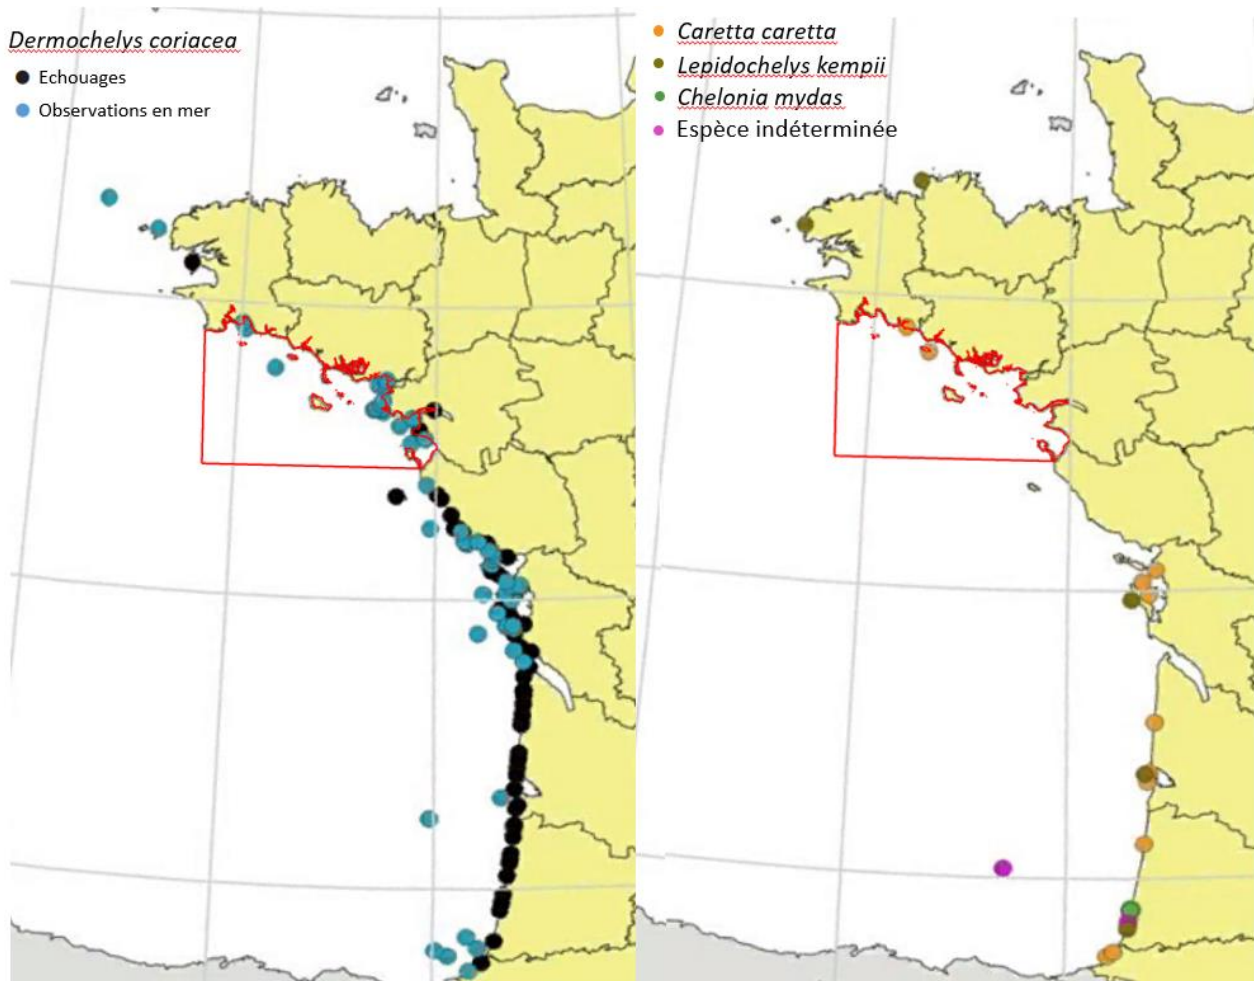 Dermochelys coriacea
Echouages
Observations en mer
Caretta caretta
Lepidochelys kempii
Chelonia mydas
Espèce indéterminée